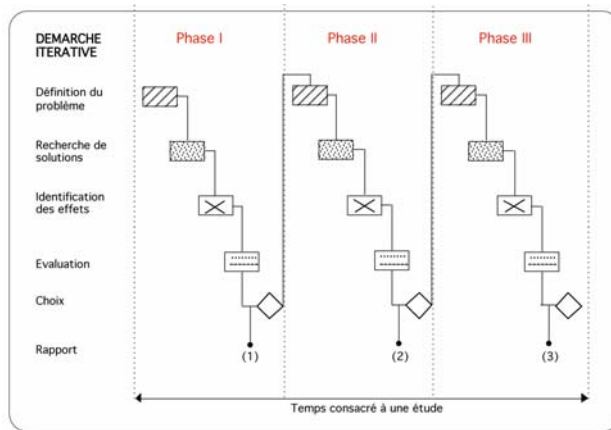 DEMARCHE
ITERATIVE
Phase I
Phase II
Phase III
Définition du
problème
Recherche de
solutions
Identification
des effets
Evaluation
Choix
Rapport
(1)
(2)
(3)
Temps consacré à une étude